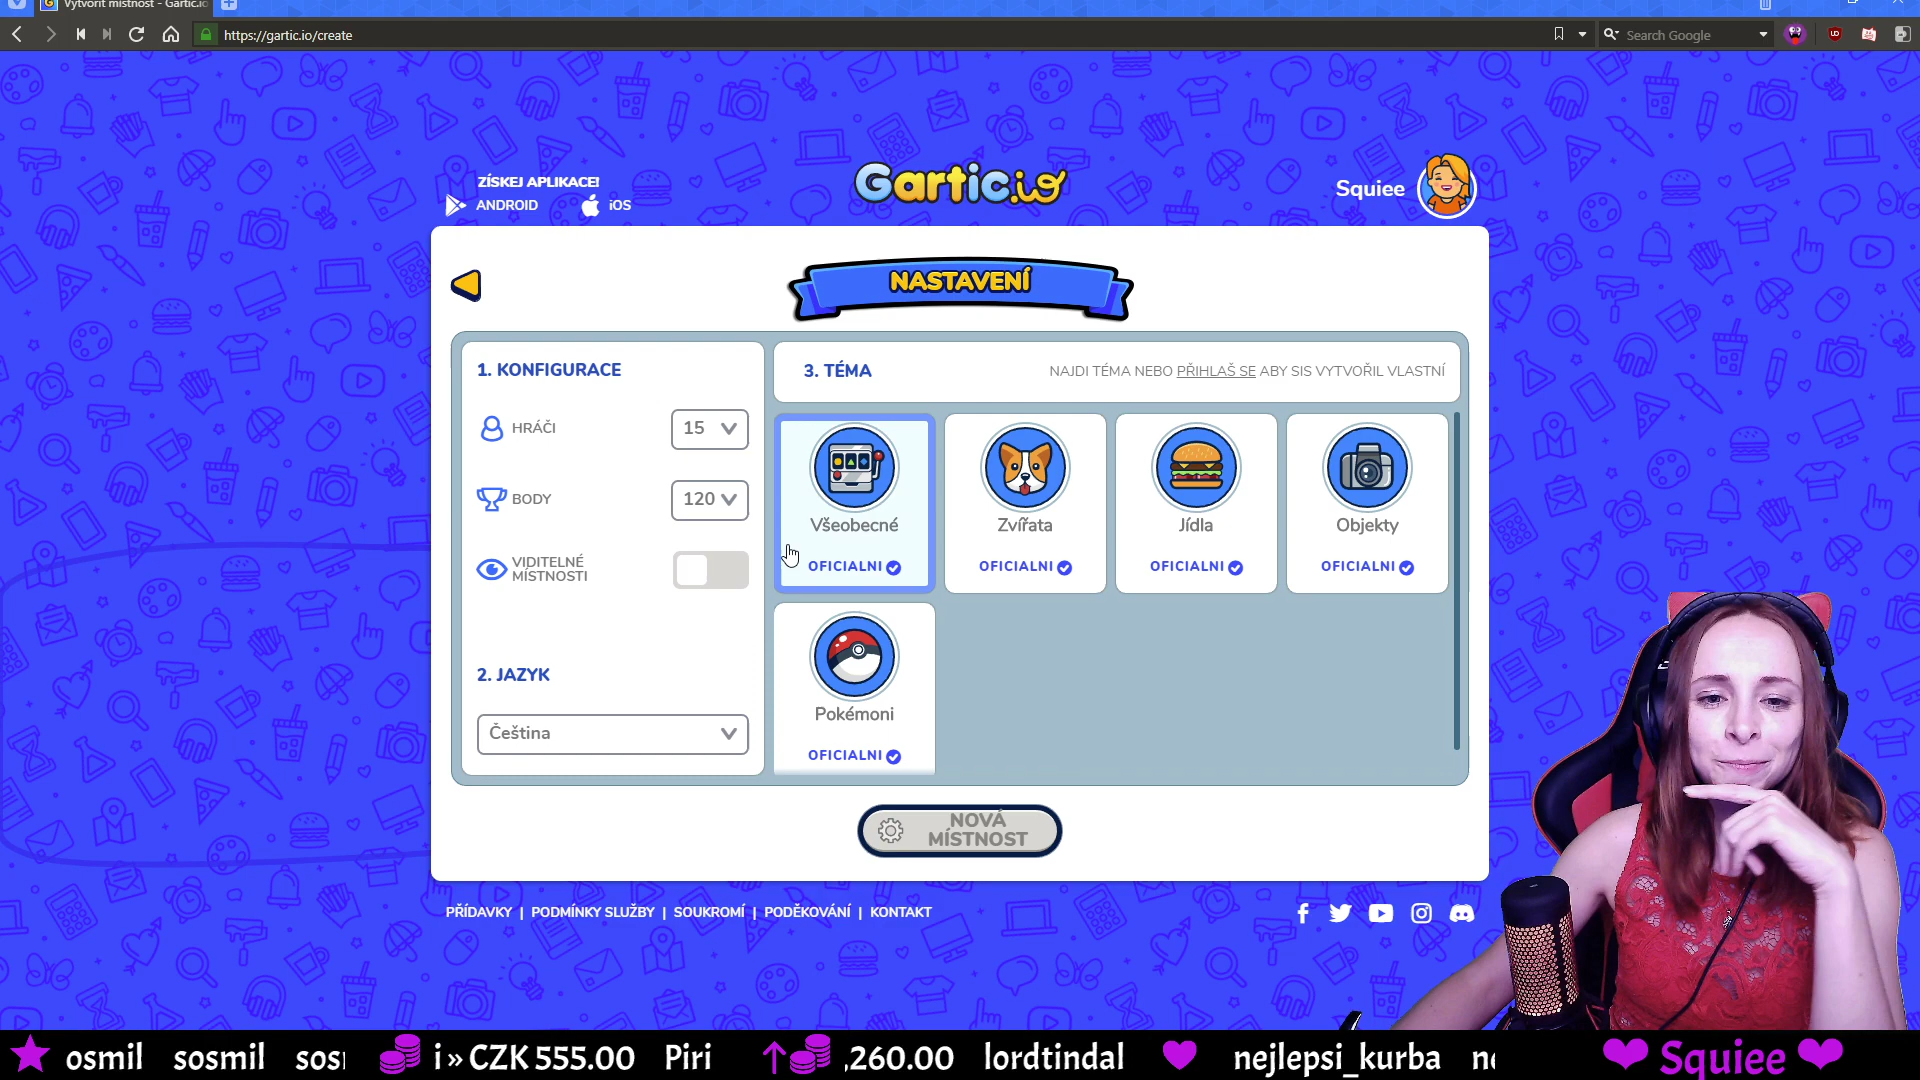 Vytvořit místnost - Gartic.io
https://gartic.io/create
Search Google
ZÍSKEJ APLIKACE!
ANDROID
iOS
Gartic.io
Squiee
NASTAVENÍ
1. KONFIGURACE
HRÁČI
15
BODY
120
VIDITELNÉ
MÍSTNOSTI
2. JAZYK
Čeština
3. TÉMA
NAJDI TÉMA NEBO PŘIHLAŠ SE ABY SIS VYTVOŘIL VLASTNÍ
Všeobecné
OFICIALNI
Zvířata
OFICIALNI
Jídla
OFICIALNI
Objekty
OFICIALNI
Pokémoni
OFICIALNI
NOVÁ
MÍSTNOST
PŘÍDAVKY | PODMÍNKY SLUŽBY | SOUKROMÍ | PODĚKOVÁNÍ | KONTAKT
osmil sosmil sosı
i » CZK 555.00 Piri
,260.00 lordtindal
nejlepsi_kurba ne
Squiee